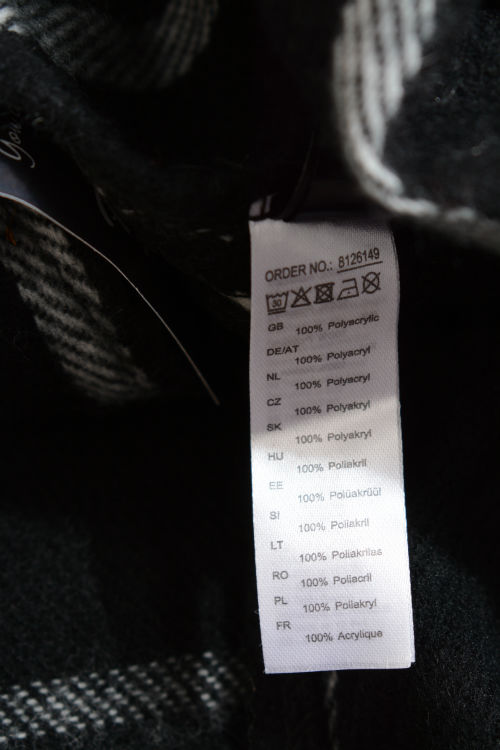 You
ORDER NO.: 8126149
30
GB 100% Polyacrylic
DE/AT 100% Polyacryl
NL 100% Polyacryl
CZ 100% Polyakryl
SK 100% Polyakryl
HU 100% Poliakril
EE 100% Polüakrüül
SI 100% Poliakril
LT 100% Poliakrilas
RO 100% Poliacril
PL 100% Poliakryl
FR 100% Acrylique